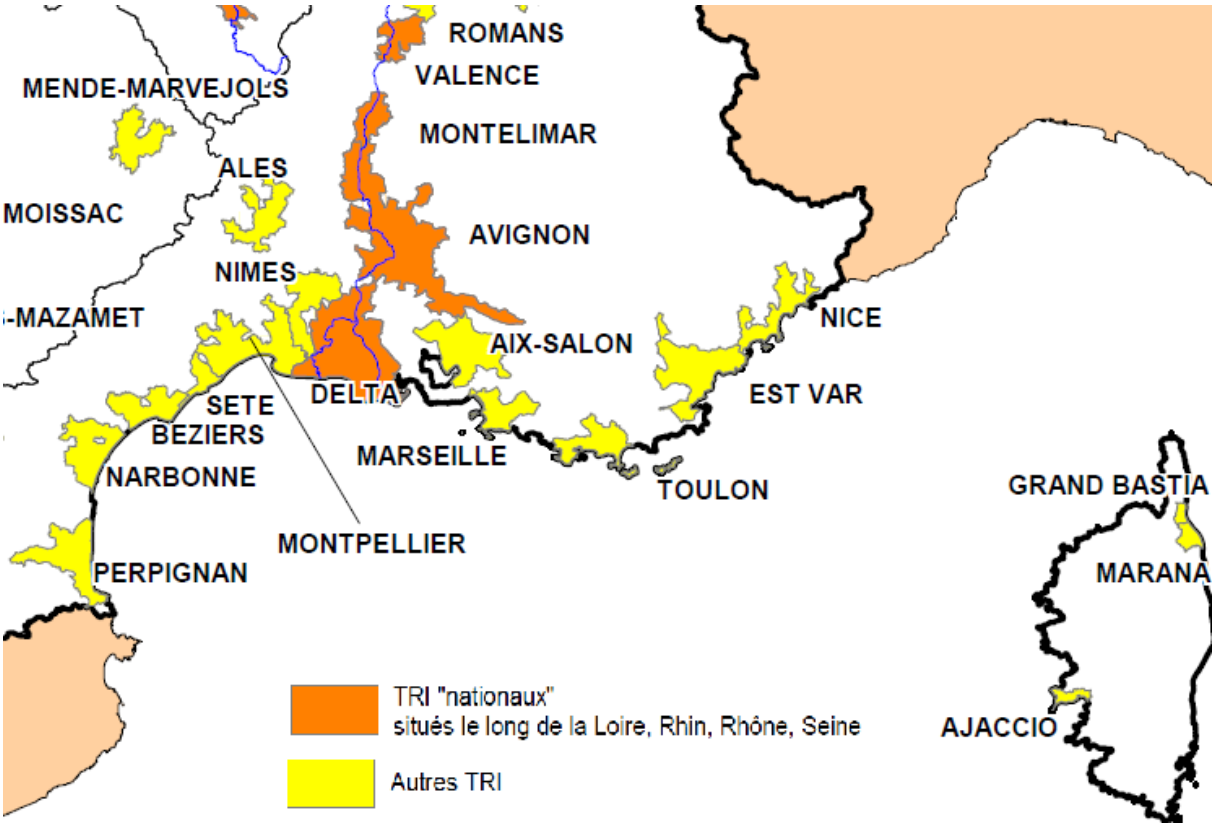 ROMANS
VALENCE
MENDE-MARVEJOLS
MONTELIMAR
ALES
MOISSAC
AVIGNON
NIMES
-MAZAMET
NICE
AIX-SALON
DELTA
EST VAR
SETE
BEZIERS
MARSEILLE
NARBONNE
TOULON
GRAND BASTIA
MONTPELLIER
PERPIGNAN
MARANA
TRI "nationaux"
situés le long de la Loire, Rhin, Rhône, Seine
AJACCIO
Autres TRI